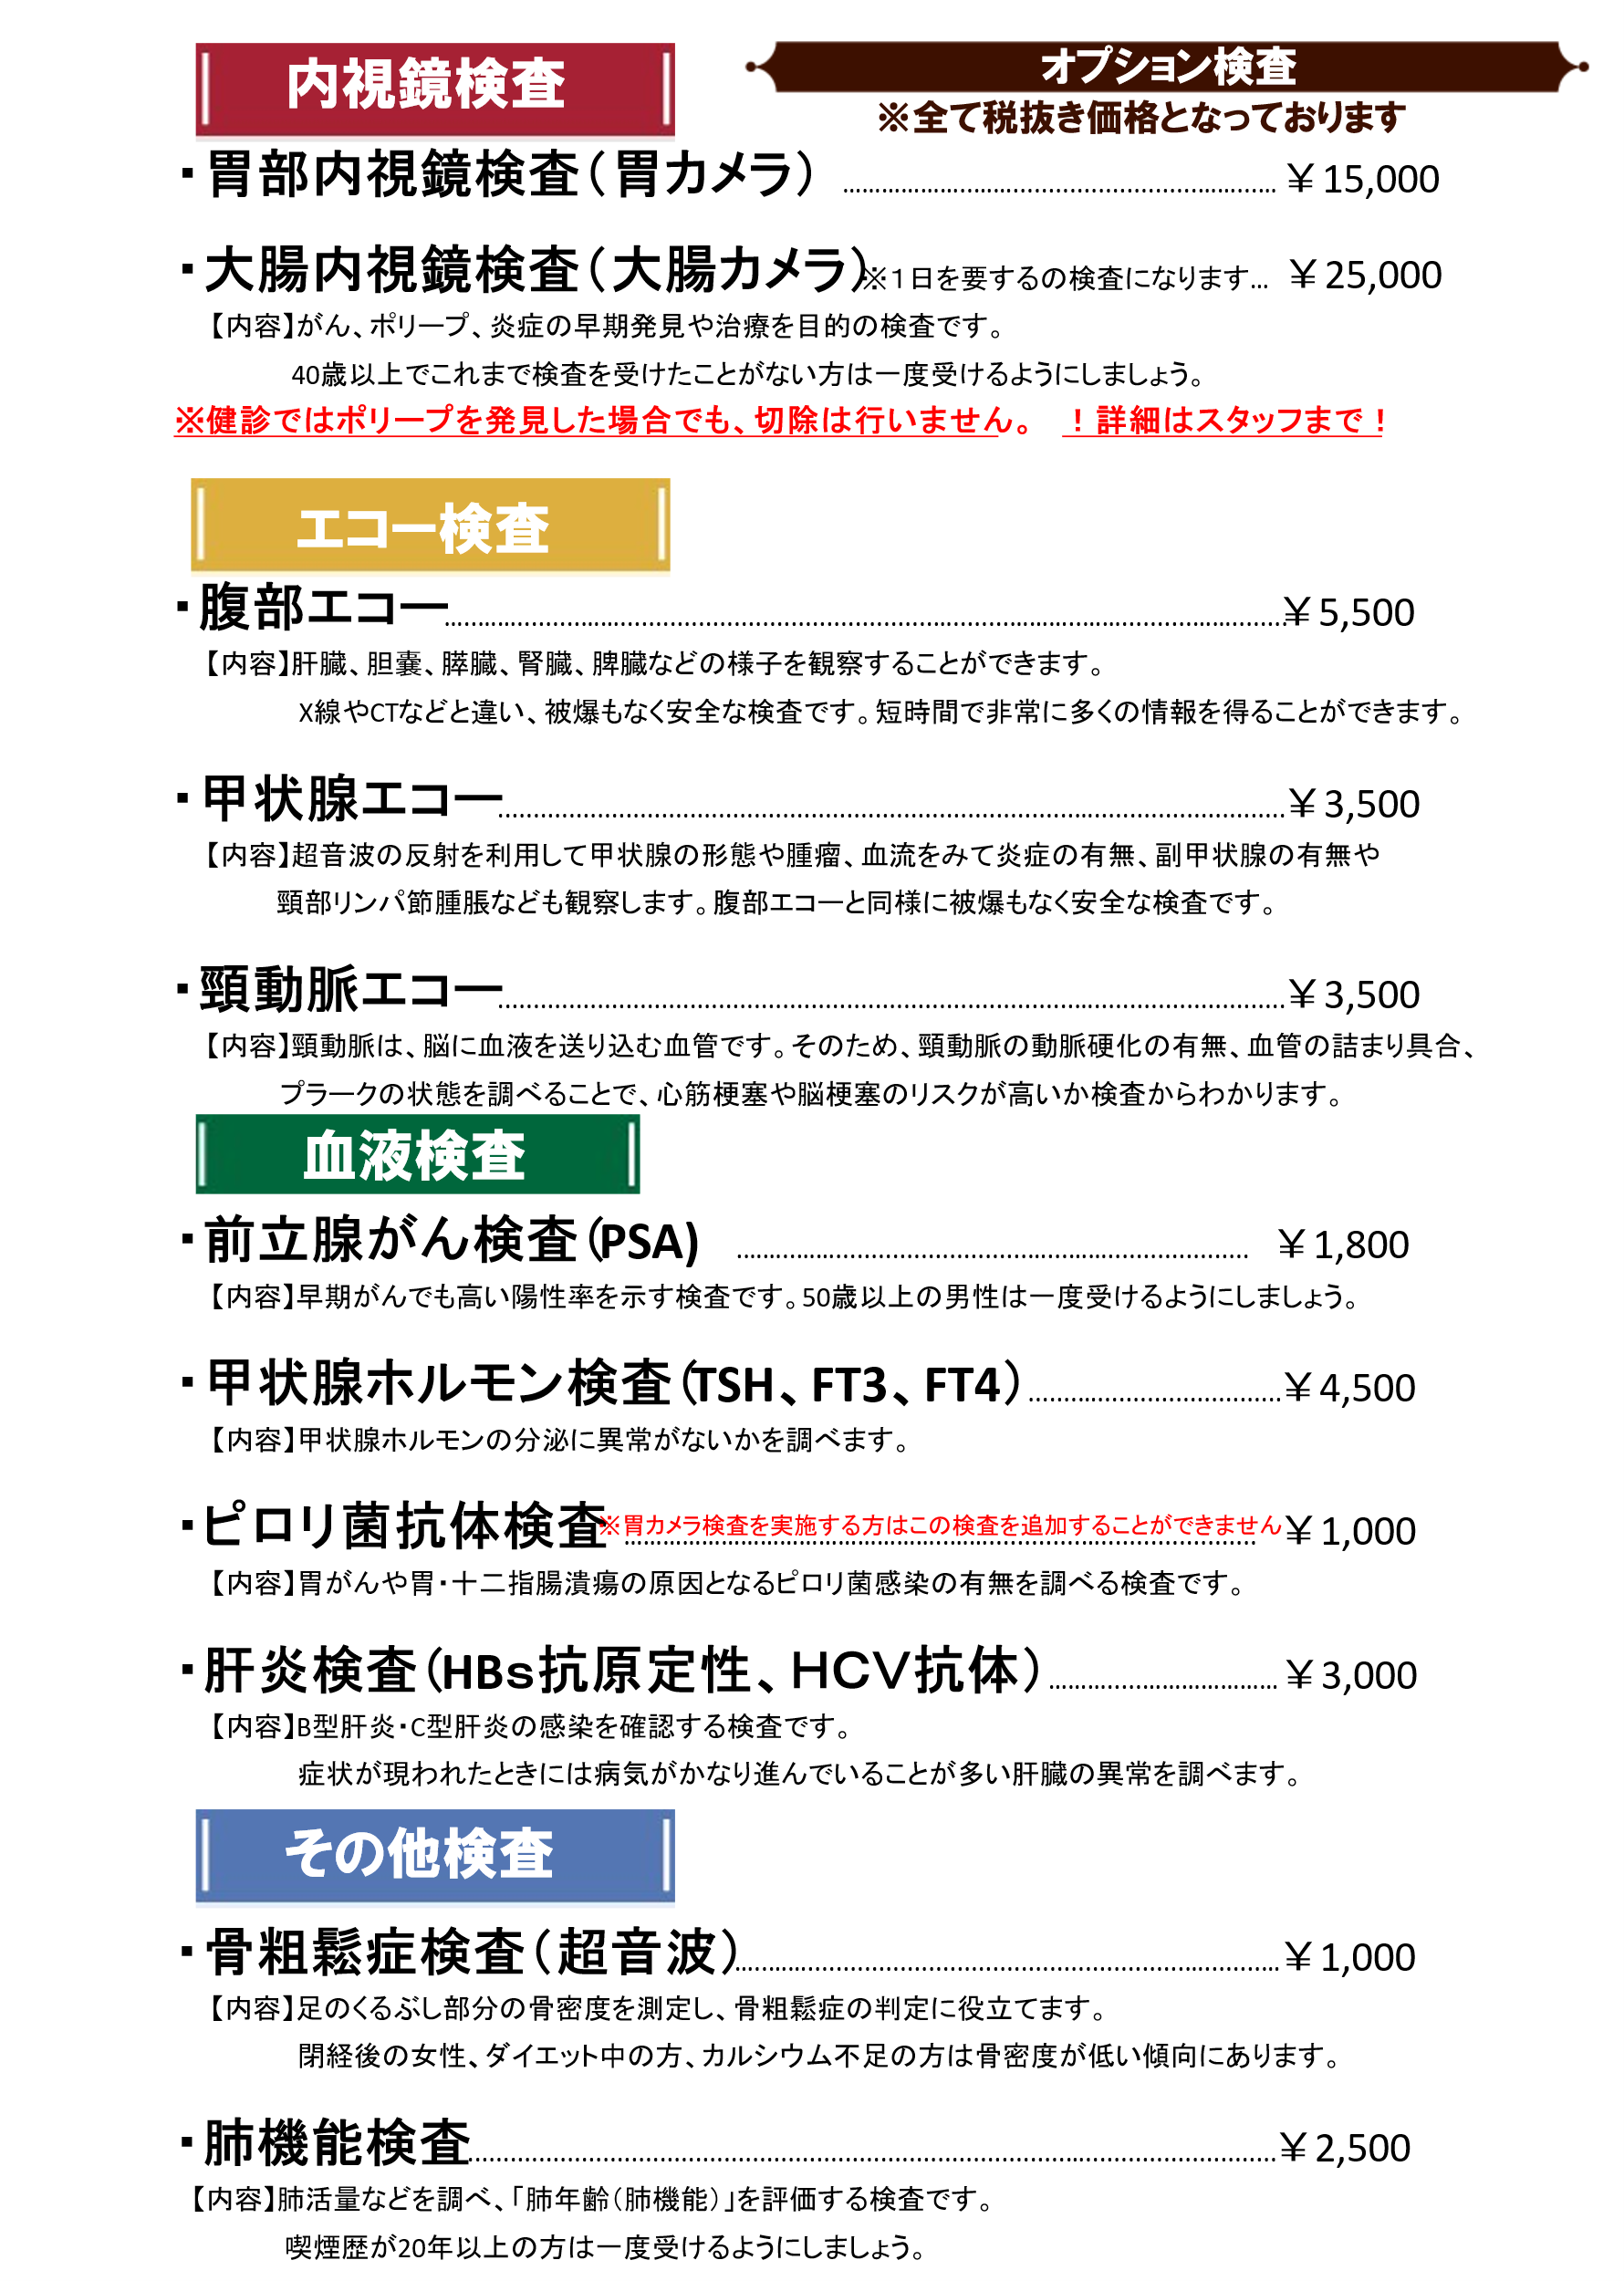 内視鏡検査
オプション検査
※全て税抜き価格となっております
・胃部内視鏡検査（胃カメラ） ........ ￥15,000
・大腸内視鏡検査（大腸カメラ）※１日を要するの検査になります... ￥25,000
【内容】がん、ポリープ、炎症の早期発見や治療を目的の検査です。
40歳以上でこれまで検査を受けたことがない方は一度受けるようにしましょう。
※健診ではポリープを発見した場合でも、切除は行いません。 ！詳細はスタッフまで！
エコー検査
・腹部エコー........￥5,500
【内容】肝臓、胆嚢、膵臓、腎臓、脾臓などの様子を観察することができます。
X線やCTなどと違い、被爆もなく安全な検査です。短時間で非常に多くの情報を得ることができます。
・甲状腺エコー........￥3,500
【内容】超音波の反射を利用して甲状腺の形態や腫瘤、血流をみて炎症の有無、副甲状腺の有無や
頸部リンパ節腫脹なども観察します。腹部エコーと同様に被爆もなく安全な検査です。
・頸動脈エコー........￥3,500
【内容】頸動脈は、脳に血液を送り込む血管です。そのため、頸動脈の動脈硬化の有無、血管の詰まり具合、
プラークの状態を調べることで、心筋梗塞や脳梗塞のリスクが高いか検査からわかります。
血液検査
・前立腺がん検査(PSA) ........ ￥1,800
【内容】早期がんでも高い陽性率を示す検査です。50歳以上の男性は一度受けるようにしましょう。
・甲状腺ホルモン検査(TSH、FT3、FT4)........￥4,500
【内容】甲状腺ホルモンの分泌に異常がないかを調べます。
・ピロリ菌抗体検査※胃カメラ検査を実施する方はこの検査を追加することができません￥1,000
【内容】胃がんや胃・十二指腸潰瘍の原因となるピロリ菌感染の有無を調べる検査です。
・肝炎検査(HBs抗原定性、HCV抗体)........￥3,000
【内容】B型肝炎・C型肝炎の感染を確認する検査です。
症状が現われたときには病気がかなり進んでいることが多い肝臓の異常を調べます。
その他検査
・骨粗鬆症検査（超音波）........￥1,000
【内容】足のくるぶし部分の骨密度を測定し、骨粗鬆症の判定に役立てます。
閉経後の女性、ダイエット中の方、カルシウム不足の方は骨密度が低い傾向にあります。
・肺機能検査........￥2,500
【内容】肺活量などを調べ、「肺年齢（肺機能）」を評価する検査です。
喫煙歴が20年以上の方は一度受けるようにしましょう。